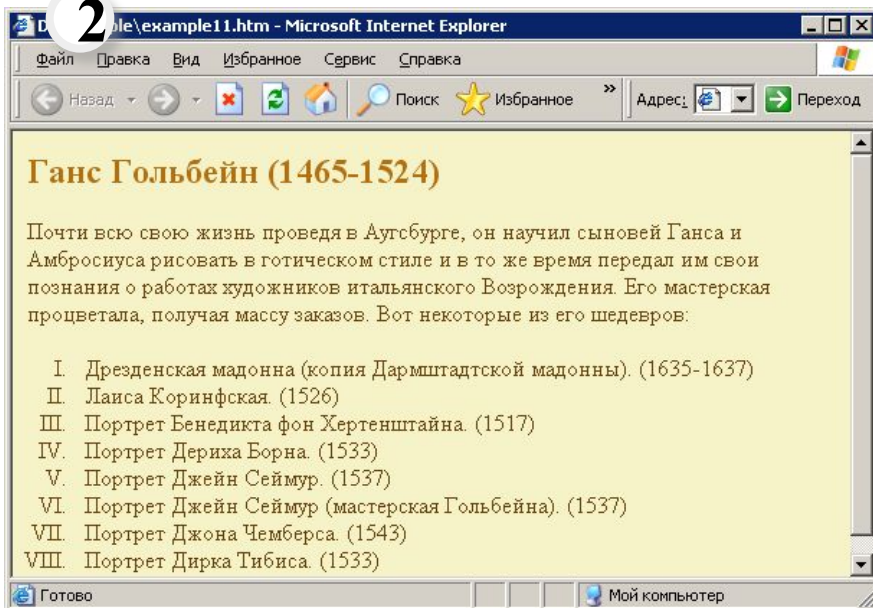 2
D ple\example11.htm - Microsoft Internet Explorer
Файл Правка Вид Избранное Сервис Справка
Назад Поиск Избранное » Адрес: Переход
Ганс Гольбейн (1465-1524)
Почти всю свою жизнь проведя в Аугсбурге, он научил сыновей Ганса и
Амбросиуса рисовать в готическом стиле и в то же время передал им свои
познания о работах художников итальянского Возрождения. Его мастерская
процветала, получая массу заказов. Вот некоторые из его шедевров:
I. Дрезденская мадонна (копия Дармштадтской мадонны). (1635-1637)
II. Лаиса Коринфская. (1526)
III. Портрет Бенедикта фон Хертенштайна. (1517)
IV. Портрет Дериха Борна. (1533)
V. Портрет Джейн Сеймур. (1537)
VI. Портрет Джейн Сеймур (мастерская Гольбейна). (1537)
VII. Портрет Джона Чемберса. (1543)
VIII. Портрет Дирка Тибиса. (1533)
Готово Мой компьютер